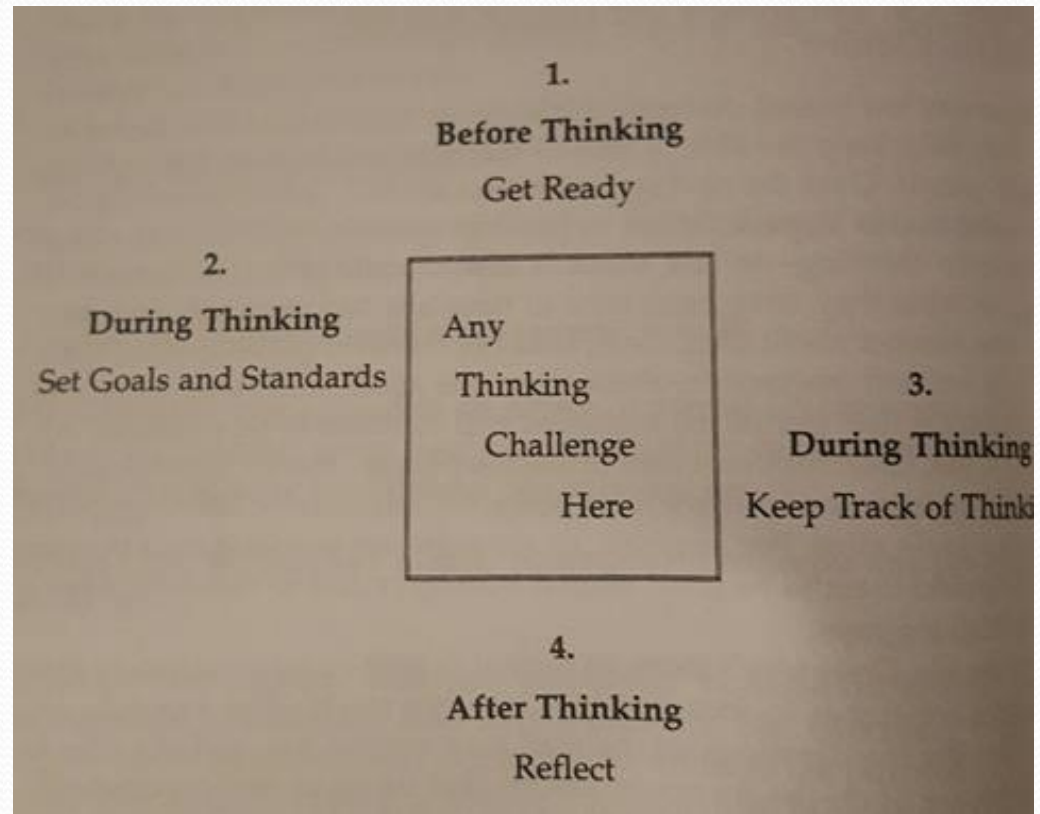 1.
Before Thinking
Get Ready
2.
During Thinking
Set Goals and Standards
Any
Thinking
Challenge
Here
3.
During Thinking
Keep Track of Thinki
4.
After Thinking
Reflect